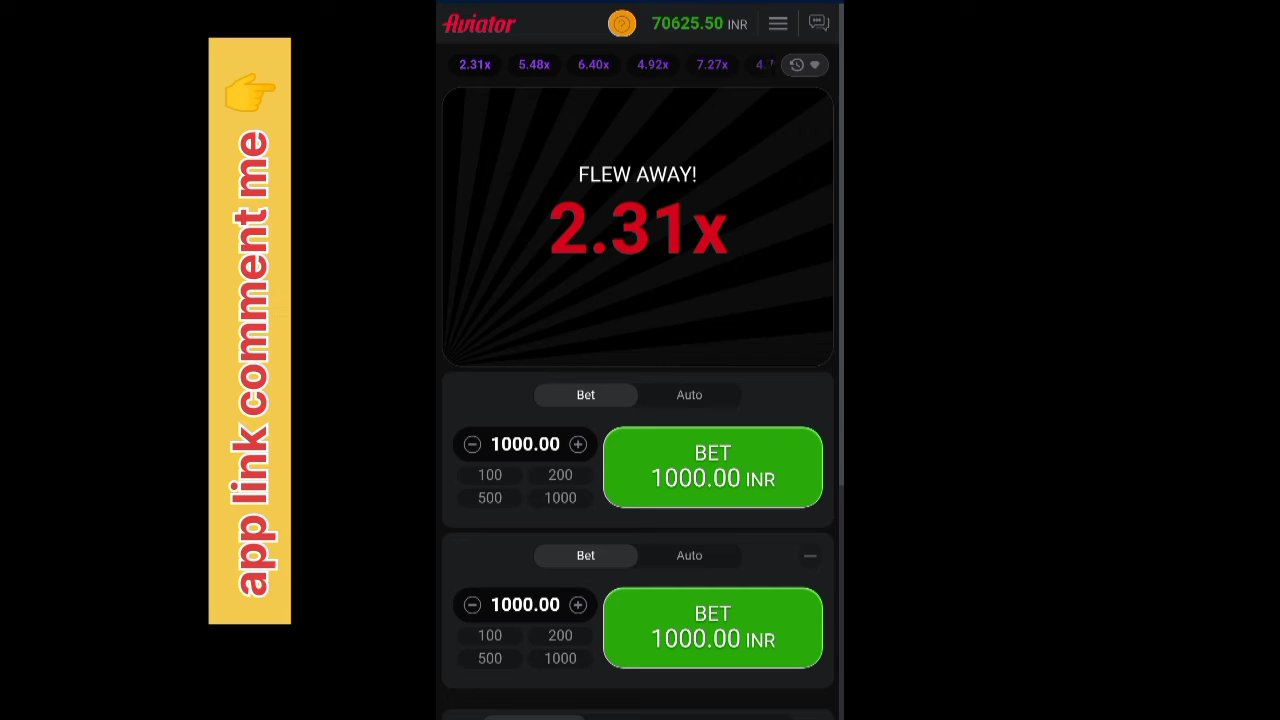 app link comment me
Aviator
70625.50 INR
2.31x 5.48x 6.40x 4.92x 7.27x
FLEW AWAY!
2.31x
Bet Auto
1000.00
100 200
500 1000
BET
1000.00 INR
Bet Auto
1000.00
100 200
500 1000
BET
1000.00 INR